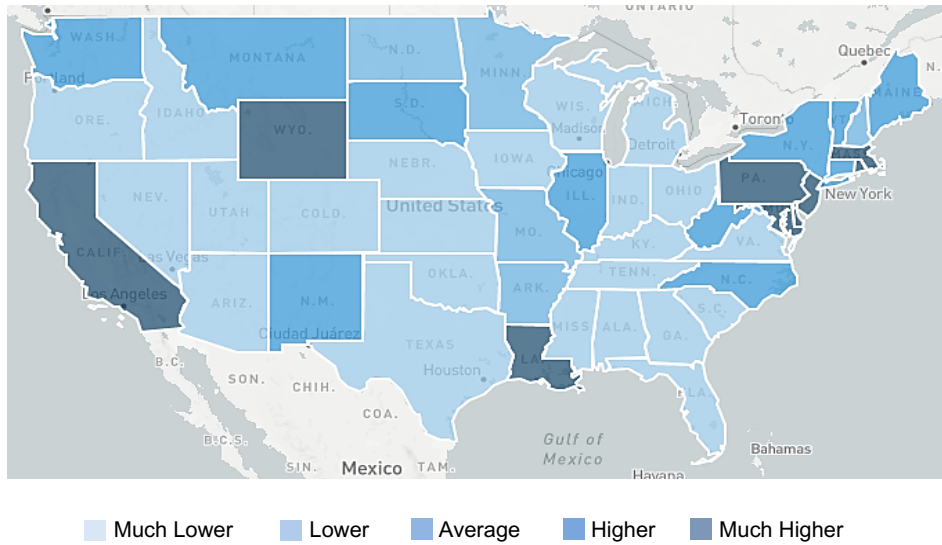 ONTARIO
WASH.
MONTANA
N.D.
MINN.
Quebec
N.
Portland
ORE.
IDAHO
WYO.
S.D.
WIS.
MICH.
Toronto
MAINE
VT.
N.Y.
Madison
Detroit
MASS.
NEBR.
IOWA
Chicago
NEV.
UTAH
COLO.
United States
ILL.
IND.
OHIO
PA.
New York
CALIF.
Las Vegas
MO.
KY.
VA.
Los Angeles
ARIZ.
N.M.
OKLA.
ARK.
TENN.
N.C.
Ciudad Juárez
TEXAS
MISS.
ALA.
GA.
S.C.
B.C.
SON.
CHIH.
Houston
LA.
FLA.
COA.
B.C.S.
SIN.
Mexico
TAM.
Gulf of
Mexico
Bahamas
Havana
Much Lower
Lower
Average
Higher
Much Higher